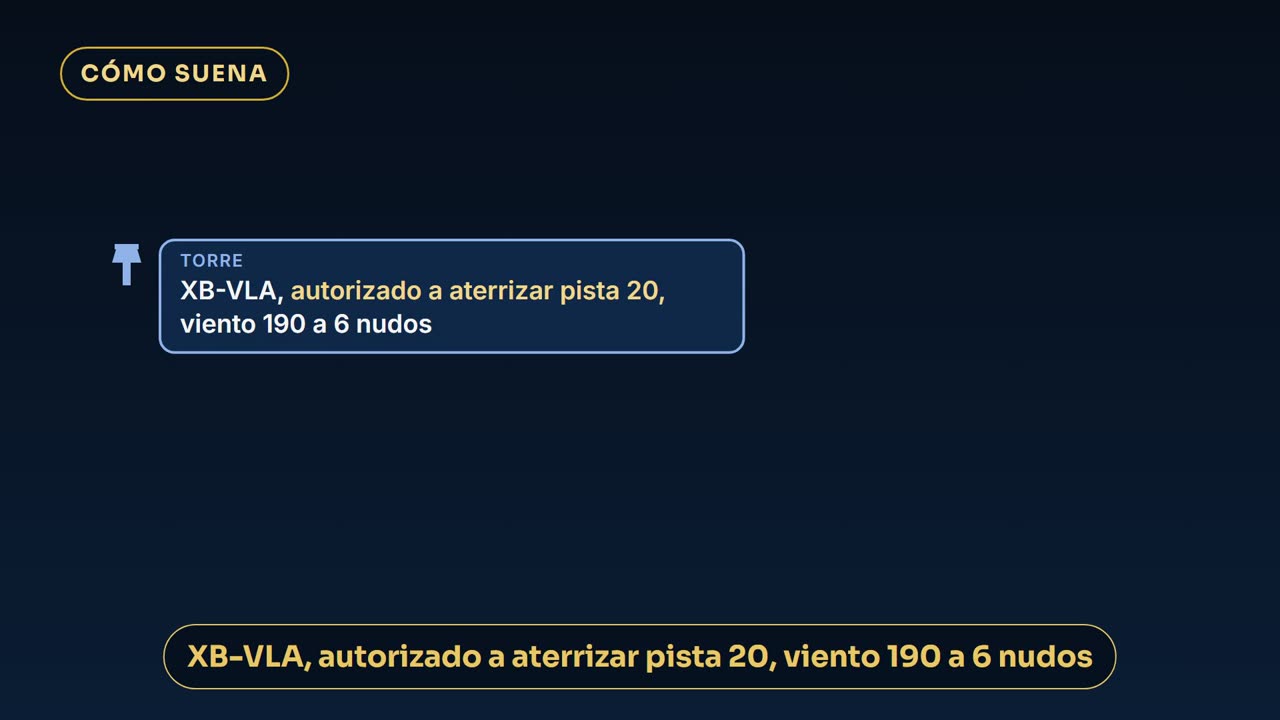 CÓMO SUENA
TORRE
XB-VLA, autorizado a aterrizar pista 20,
viento 190 a 6 nudos
XB-VLA, autorizado a aterrizar pista 20, viento 190 a 6 nudos